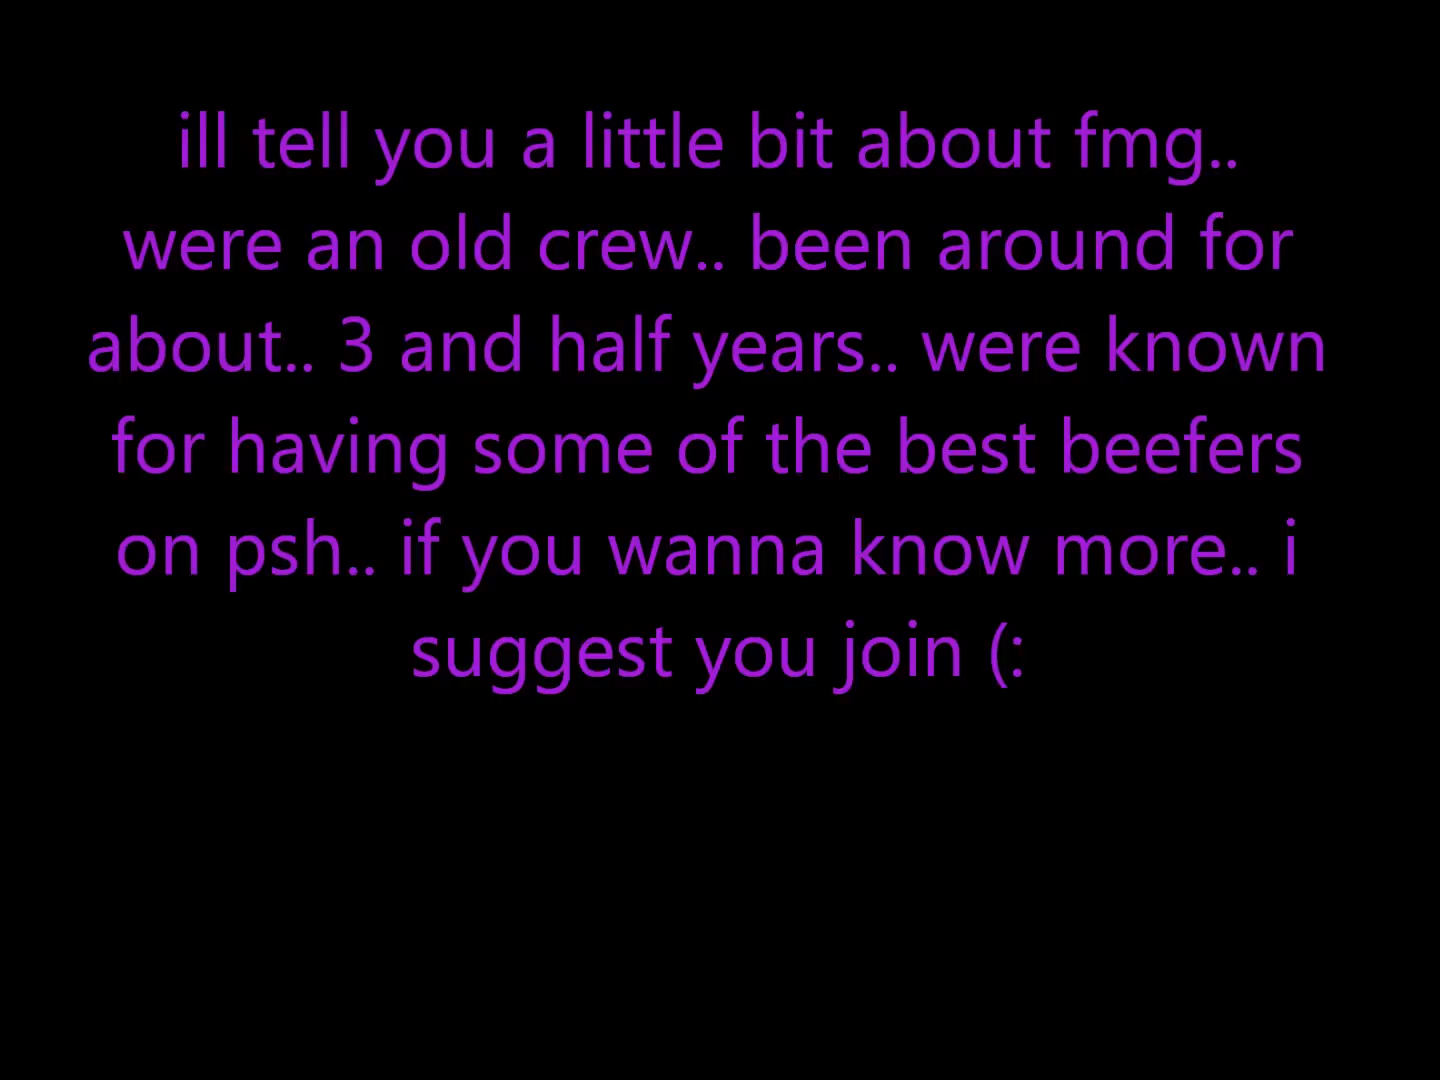 ill tell you a little bit about fmg..
were an old crew.. been around for
about.. 3 and half years.. were known
for having some of the best beefers
on psh.. if you wanna know more.. i
suggest you join (: